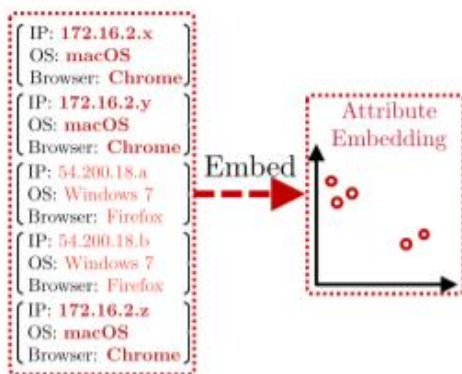 IP: 172.16.2.x
OS: macOS
Browser: Chrome
IP: 172.16.2.y
OS: macOS
Browser: Chrome
IP: 54.200.18.a
OS: Windows 7
Browser: Firefox
IP: 54.200.18.b
OS: Windows 7
Browser: Firefox
IP: 172.16.2.z
OS: macOS
Browser: Chrome
Embed
Attribute
Embedding